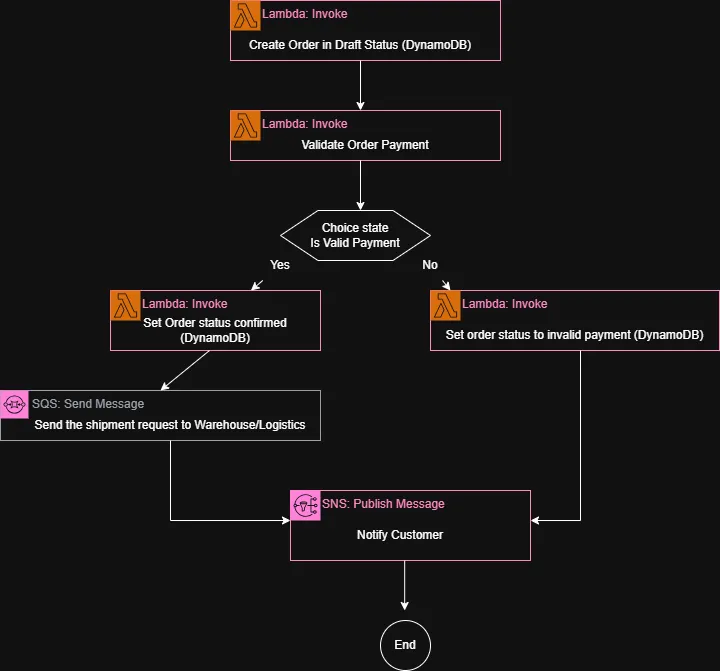 Lambda: Invoke
Create Order in Draft Status (DynamoDB)
Lambda: Invoke
Validate Order Payment
Choice state
Is Valid Payment
Yes
No
Lambda: Invoke
Set Order status confirmed
(DynamoDB)
Lambda: Invoke
Set order status to invalid payment (DynamoDB)
SQS: Send Message
Send the shipment request to Warehouse/Logistics
SNS: Publish Message
Notify Customer
End